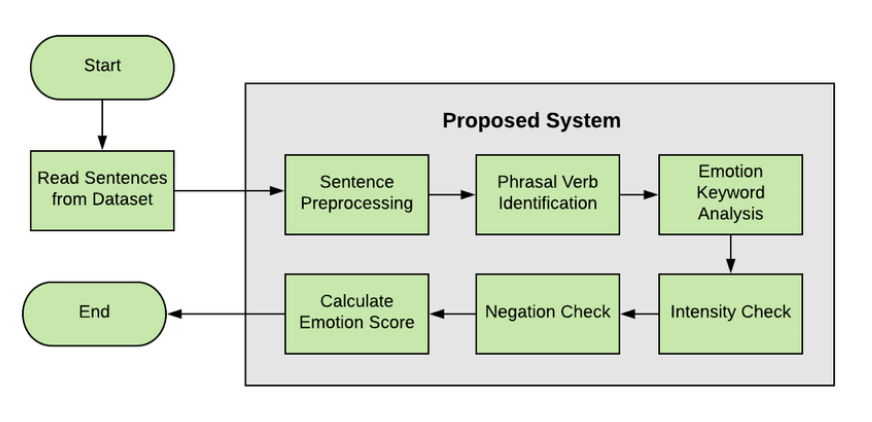 Start
Proposed System
Read Sentences
from Dataset
Sentence
Preprocessing
Phrasal Verb
Identification
Emotion
Keyword
Analysis
Intensity Check
Negation Check
Calculate
Emotion Score
End